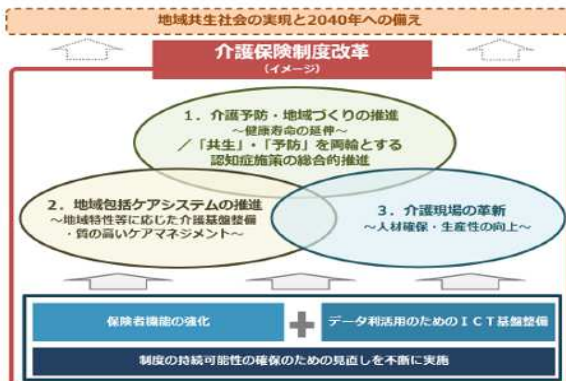 地域共生社会の実現と2040年への備え
介護保険制度改革
（イメージ）
１．介護予防・地域づくりの推進
～健康寿命の延伸～
／「共生」・「予防」を両輪とする
認知症施策の総合的推進
２．地域包括ケアシステムの推進
～地域特性等に応じた介護基盤整備
・質の高いケアマネジメント～
３．介護現場の革新
～人材確保・生産性の向上～
保険者機能の強化
データ利活用のためのＩＣＴ基盤整備
制度の持続可能性の確保のための見直しを不断に実施